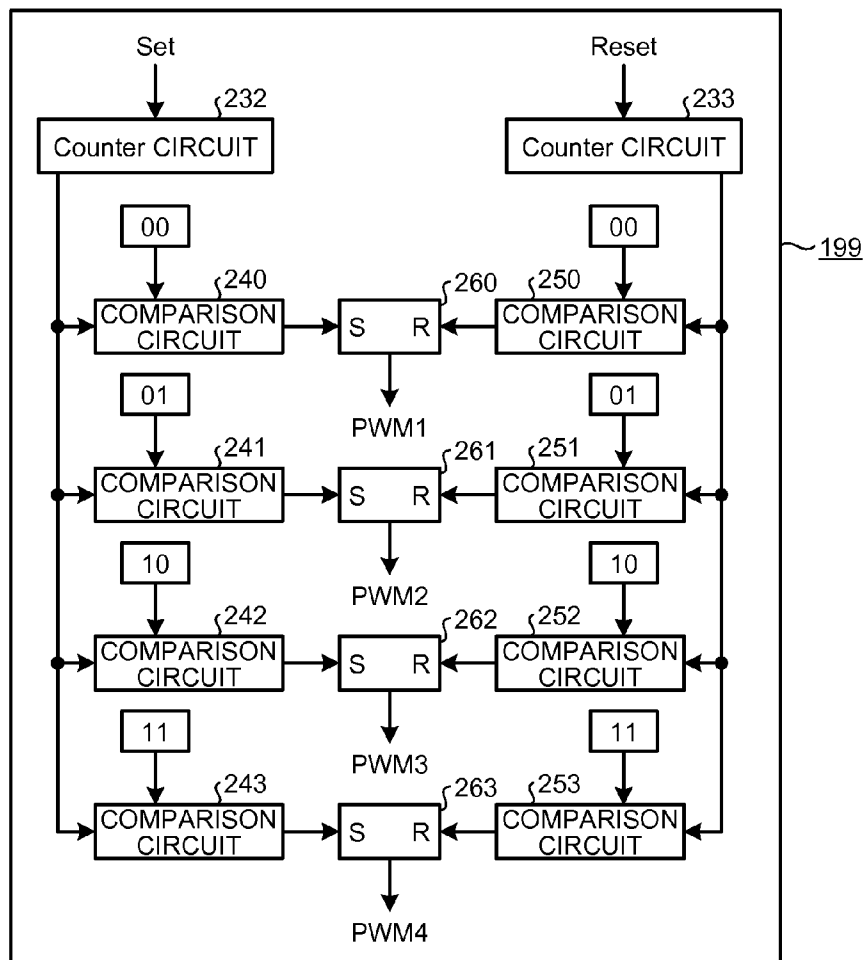 Set Reset
232 233
Counter CIRCUIT Counter CIRCUIT
00 00
199
240 260 250
COMPARISON CIRCUIT S R COMPARISON CIRCUIT
PWM1
01 01
241 261 251
COMPARISON CIRCUIT S R COMPARISON CIRCUIT
PWM2
10 10
242 262 252
COMPARISON CIRCUIT S R COMPARISON CIRCUIT
PWM3
11 11
243 263 253
COMPARISON CIRCUIT S R COMPARISON CIRCUIT
PWM4